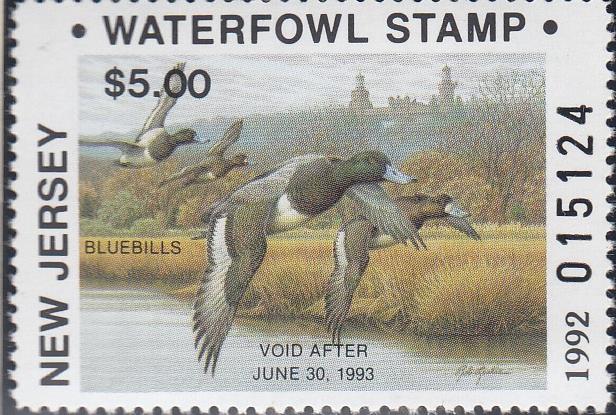 • WATERFOWL STAMP •
$5.00
NEW JERSEY
BLUEBILLS
VOID AFTER
JUNE 30, 1993
1992
015124